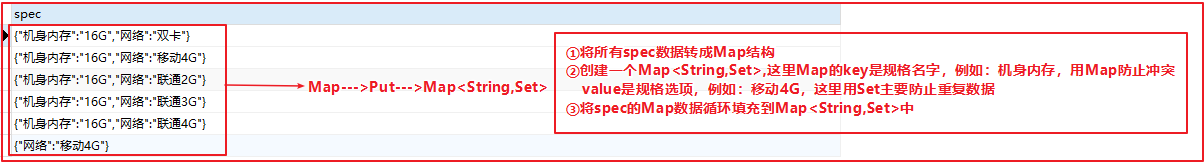 spec
{"机身内存":"16G","网络":"双卡"}
{"机身内存":"16G","网络":"移动4G"}
{"机身内存":"16G","网络":"联通2G"}
{"机身内存":"16G","网络":"联通3G"}
{"机身内存":"16G","网络":"联通4G"}
{"网络":"移动4G"}
Map--->Put--->Map<String,Set>
①将所有spec数据转成Map结构
②创建一个Map<String,Set>,这里Map的key是规格名字，例如：机身内存，用Map防止冲突
value是规格选项，例如：移动4G，这里用Set主要防止重复数据
③将spec的Map数据循环填充到Map<String,Set>中